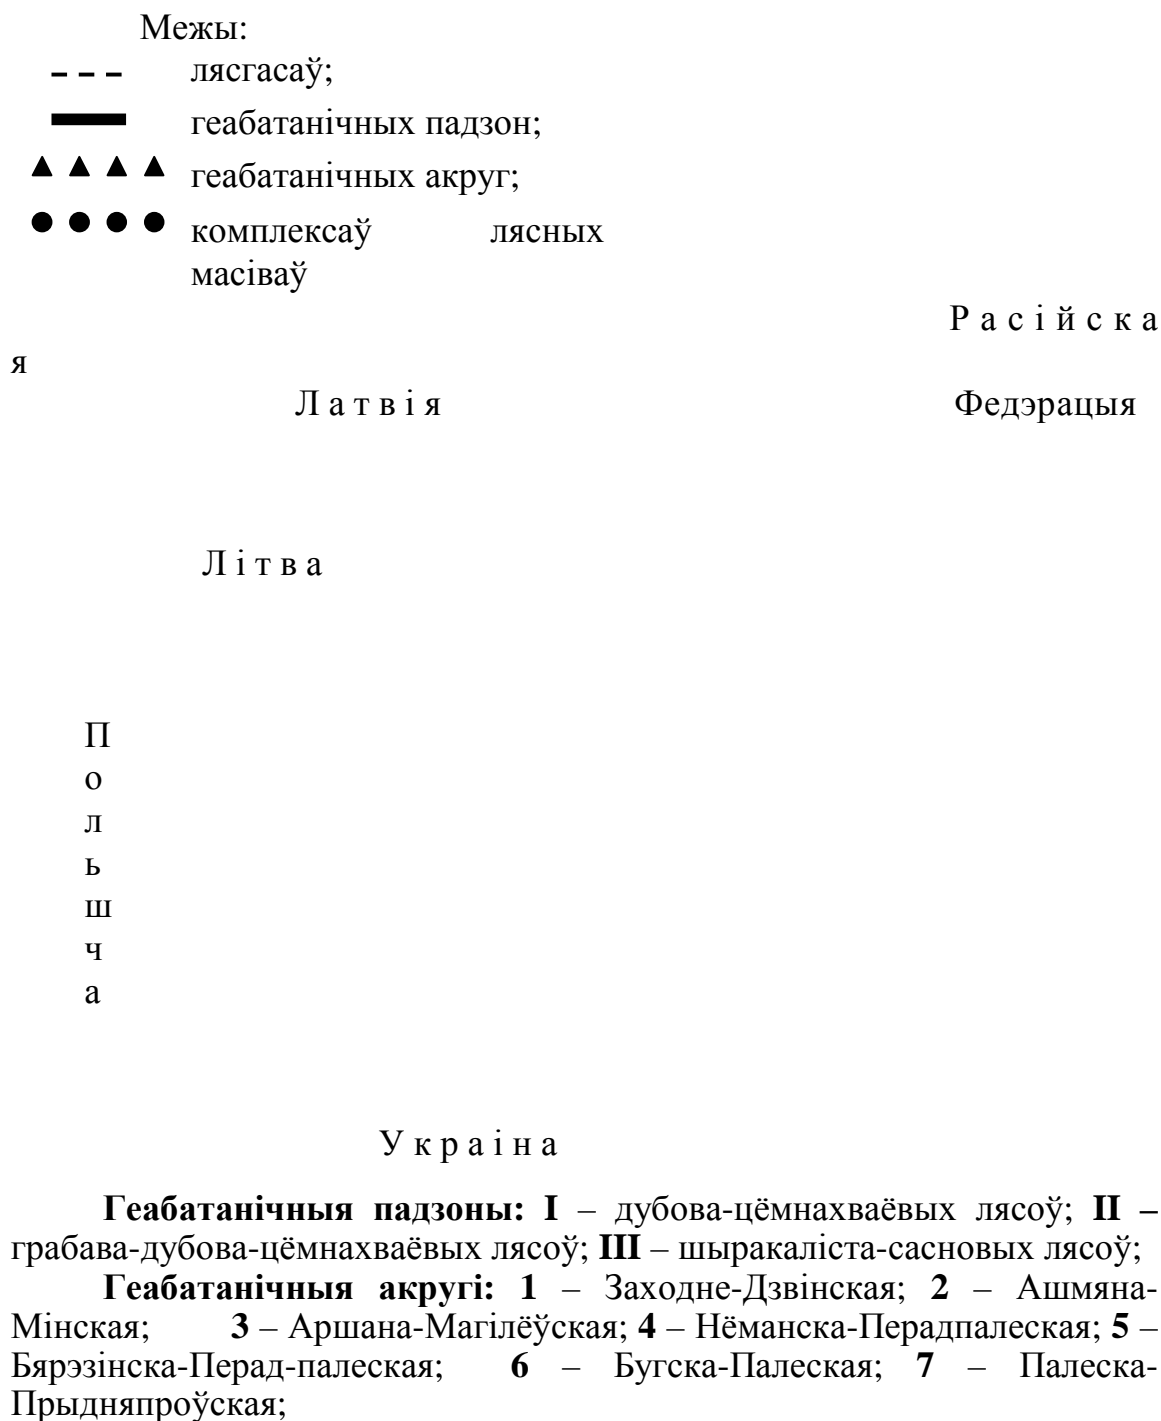 Межы:
лясгасаў;
геабатанічных падзон;
геабатанічных акруг;
комплексаў лясных
масіваў
Р а с і й с к а
я
Л а т в і я Федэрацыя
Л і т в а
П
о
л
ь
ш
ч
а
У к р а і н а
Геабатанічныя падзоны: I – дубова-цёмнахваёвых лясоў; II –
грабава-дубова-цёмнахваёвых лясоў; III – шыракаліста-сасновых лясоў;
Геабатанічныя акругі: 1 – Заходне-Дзвінская; 2 – Ашмяна-
Мінская; 3 – Аршана-Магілёўская; 4 – Нёманска-Перадпалеская; 5 –
Бярэзінска-Перад-палеская; 6 – Бугска-Палеская; 7 – Палеска-
Прыдняпроўская;